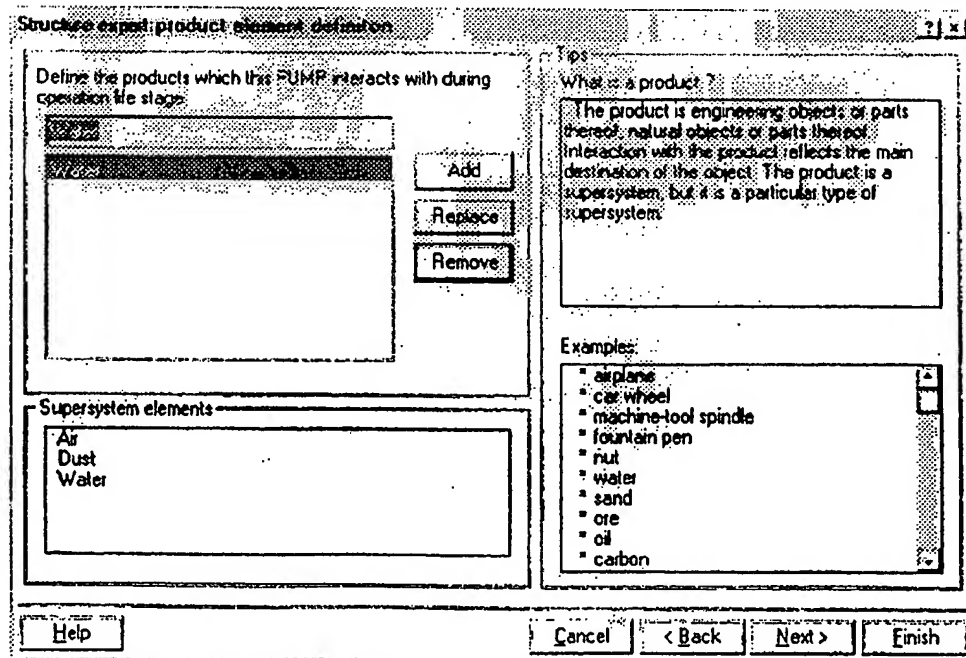 Structure expert: product element definiton
Define the products which this PUMP interacts with during
operation life stage
Water
Water
Add
Replace
Remove
Supersystem elements
Air
Dust
Water
Tips
What is a product ?
The product is engineering objects or parts
thereof, natural objects or parts thereof.
Interaction with the product reflects the main
destination of the object. The product is a
supersystem, but it is a particular type of
supersystem.
Examples:
* airplane
* car wheel
* machine-tool spindle
* fountain pen
* nut
* water
* sand
* ore
* oil
* carbon
Help
Cancel
< Back
Next >
Finish